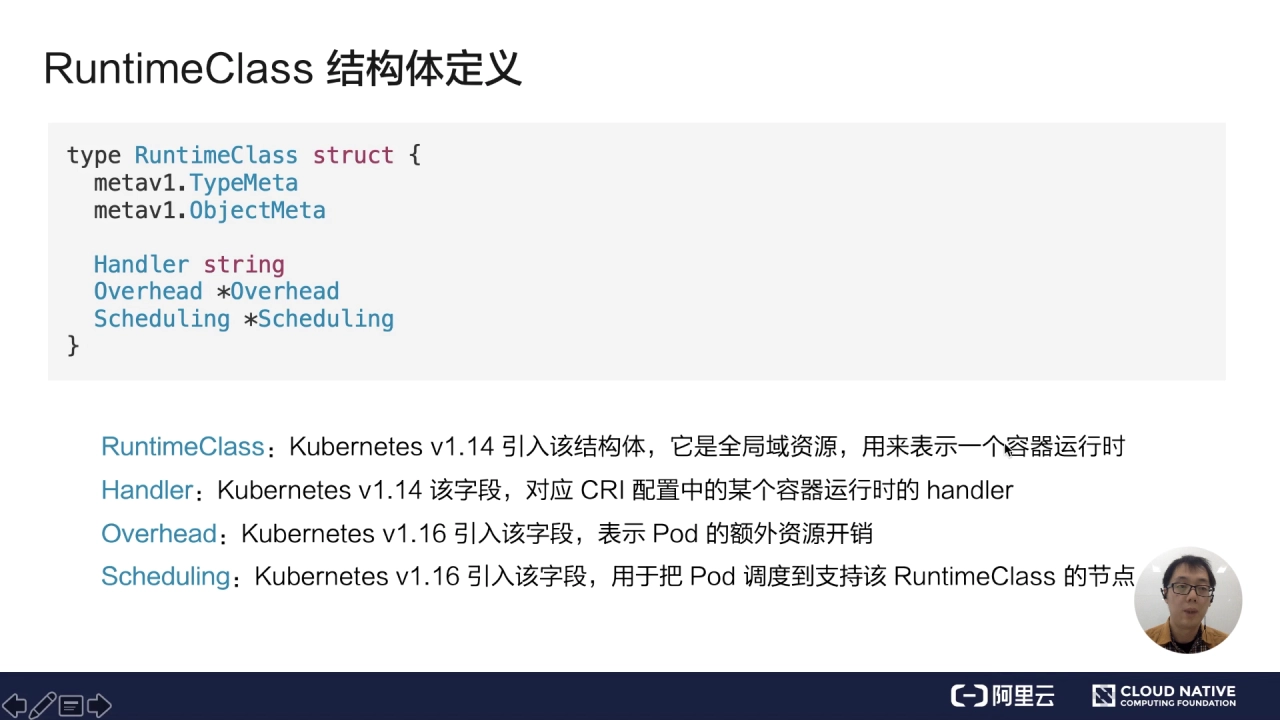 RuntimeClass 结构体定义
type RuntimeClass struct {
metav1.TypeMeta
metav1.ObjectMeta
Handler string
Overhead *Overhead
Scheduling *Scheduling
}
RuntimeClass：Kubernetes v1.14 引入该结构体，它是全局域资源，用来表示一个容器运行时
Handler：Kubernetes v1.14 该字段，对应 CRI 配置中的某个容器运行时的 handler
Overhead：Kubernetes v1.16 引入该字段，表示 Pod 的额外资源开销
Scheduling：Kubernetes v1.16 引入该字段，用于把 Pod 调度到支持该 RuntimeClass 的节点
阿里云
CLOUD NATIVE
COMPUTING FOUNDATION